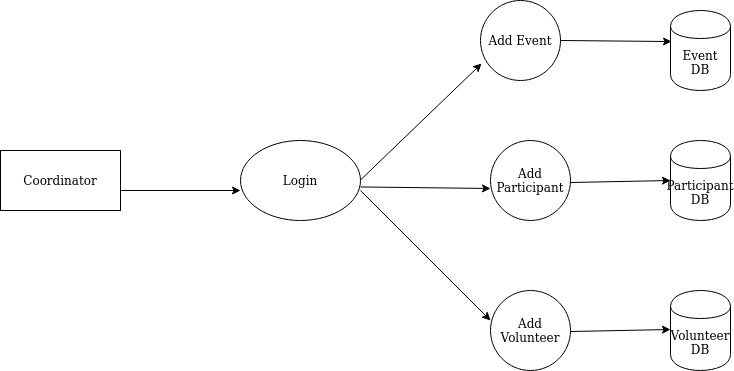 Add Event
Event
DB
Coordinator
Login
Add
Participant
Participant
DB
Add
Volunteer
Volunteer
DB